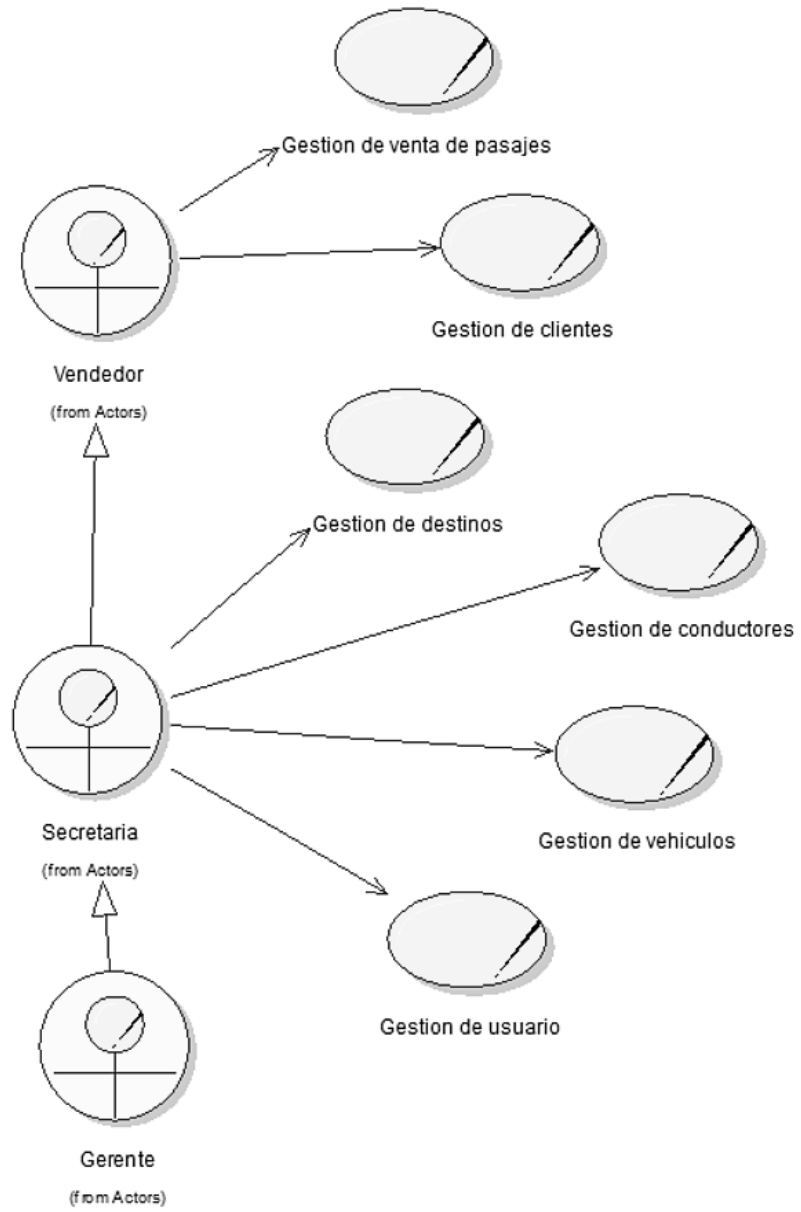 Gestion de venta de pasajes
Gestion de clientes
Vendedor
(from Actors)
Gestion de destinos
Gestion de conductores
Secretaria
(from Actors)
Gestion de vehiculos
Gestion de usuario
Gerente
(from Actors)